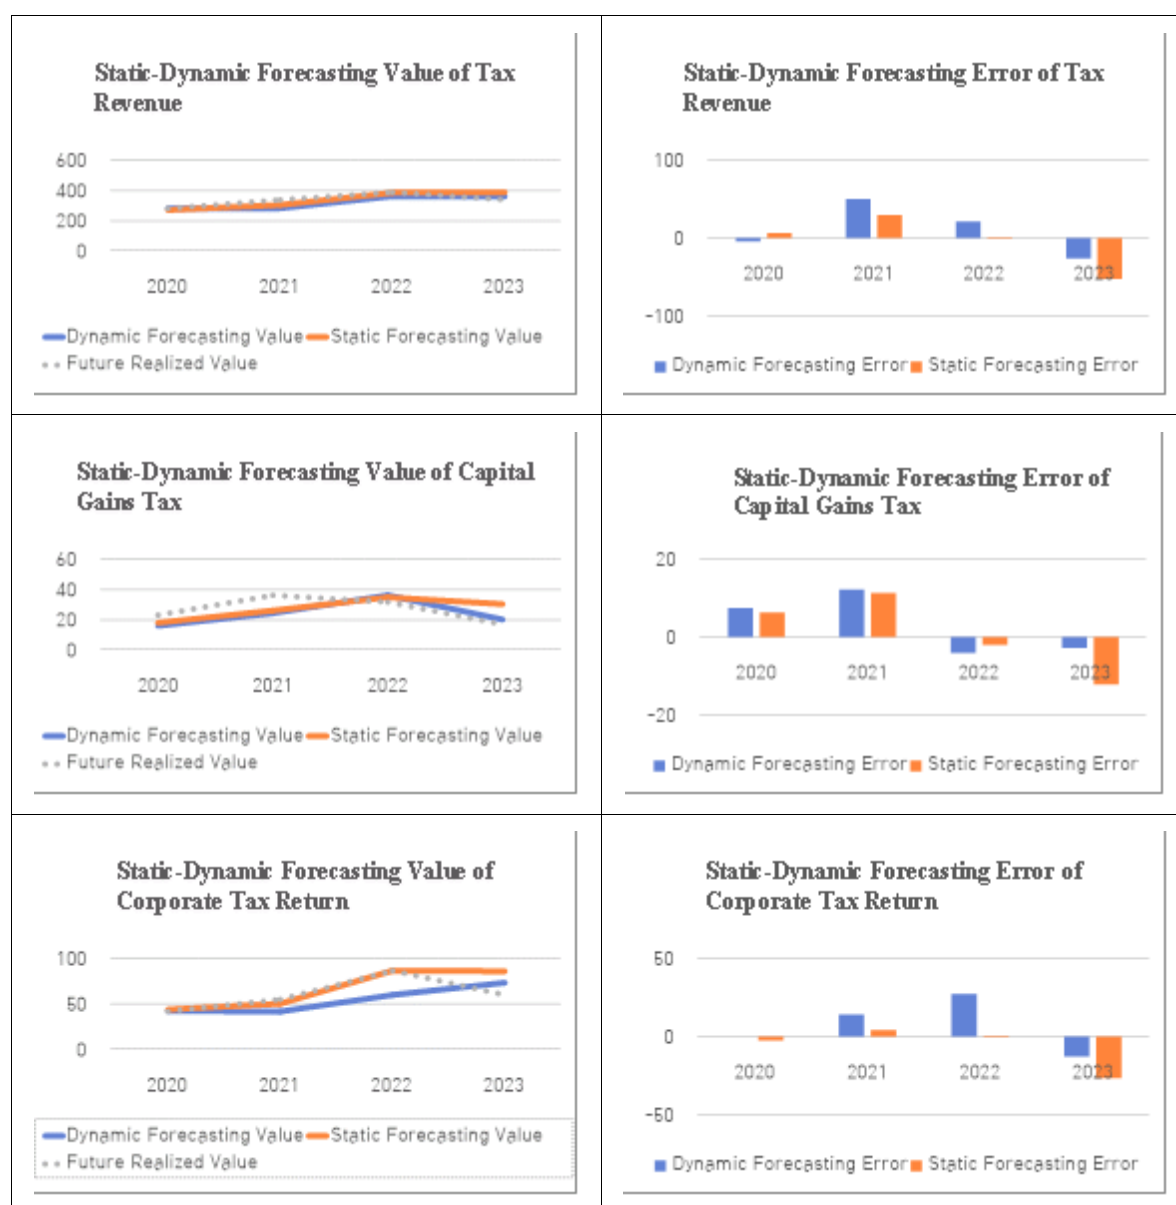 Static-Dynamic Forecasting Value of Tax
Revenue
600
400
200
0
2020 2021 2022 2023
Dynamic Forecasting Value Static Forecasting Value
Future Realized Value
Static-Dynamic Forecasting Error of Tax
Revenue
100
0
-100
2020 2021 2022 2023
Dynamic Forecasting Error Static Forecasting Error
Static-Dynamic Forecasting Value of Capital
Gains Tax
60
40
20
0
2020 2021 2022 2023
Dynamic Forecasting Value Static Forecasting Value
Future Realized Value
Static-Dynamic Forecasting Error of
Capital Gains Tax
20
0
-20
2020 2021 2022 2023
Dynamic Forecasting Error Static Forecasting Error
Static-Dynamic Forecasting Value of
Corporate Tax Return
100
50
0
2020 2021 2022 2023
Dynamic Forecasting Value Static Forecasting Value
Future Realized Value
Static-Dynamic Forecasting Error of
Corporate Tax Return
50
0
-50
2020 2021 2022 2023
Dynamic Forecasting Error Static Forecasting Error